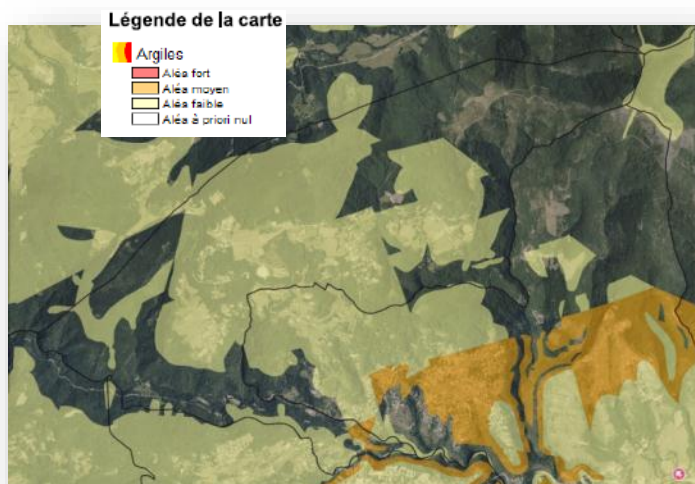 Légende de la carte
Argiles
Aléa fort
Aléa moyen
Aléa faible
Aléa à priori nul